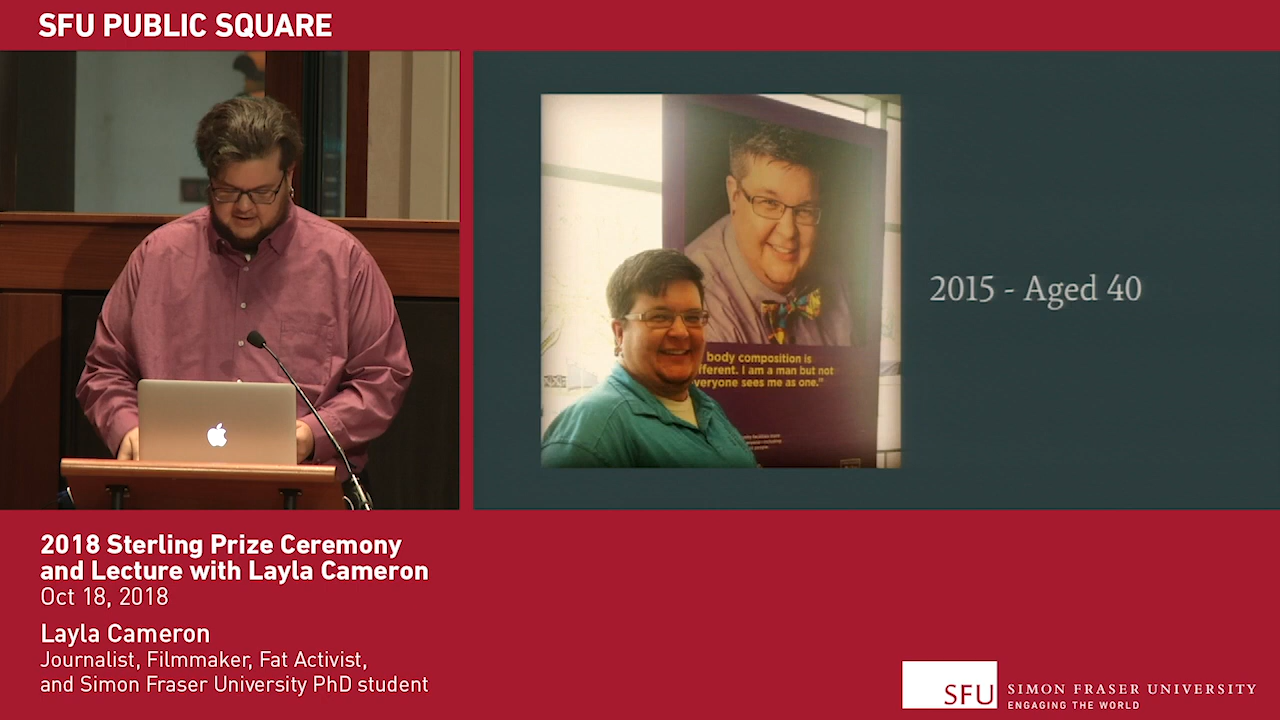 SFU PUBLIC SQUARE
2015 - Aged 40
body composition is
fferent. I am a man but not
veryone sees me as one."
2018 Sterling Prize Ceremony
and Lecture with Layla Cameron
Oct 18, 2018
Layla Cameron
Journalist, Filmmaker, Fat Activist,
and Simon Fraser University PhD student
SFU
SIMON FRASER UNIVERSITY
ENGAGING THE WORLD